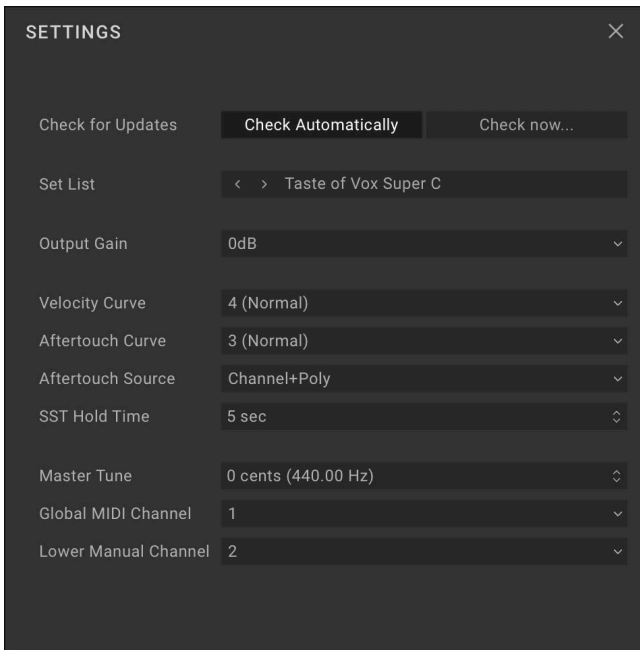 SETTINGS
Check for Updates Check Automatically Check now...
Set List < > Taste of Vox Super C
Output Gain 0dB
Velocity Curve 4 (Normal)
Aftertouch Curve 3 (Normal)
Aftertouch Source Channel+Poly
SST Hold Time 5 sec
Master Tune 0 cents (440.00 Hz)
Global MIDI Channel 1
Lower Manual Channel 2